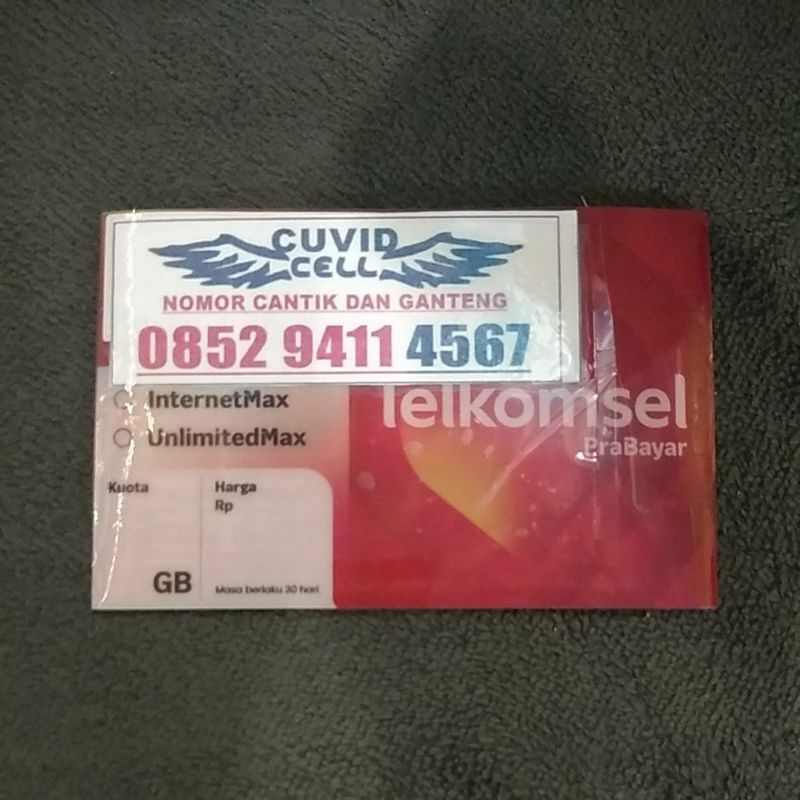 CUVID
CELL
NOMOR CANTIK DAN GANTENG
0852 9411 4567
InternetMax
UnlimitedMax
Telkomsel
PraBayar
Kuota
Harga
Rp
GB
Masa berlaku 30 hari